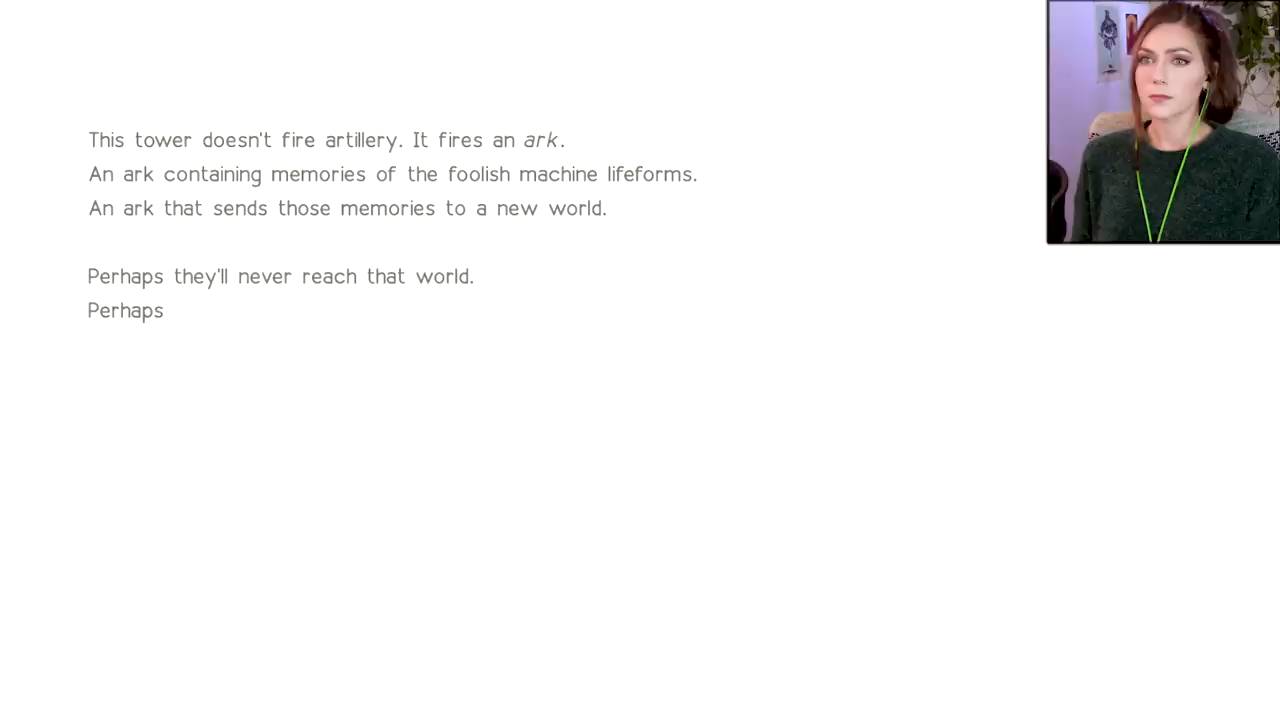 This tower doesn't fire artillery. It fires an ark.
An ark containing memories of the foolish machine lifeforms.
An ark that sends those memories to a new world.
Perhaps they'll never reach that world.
Perhaps